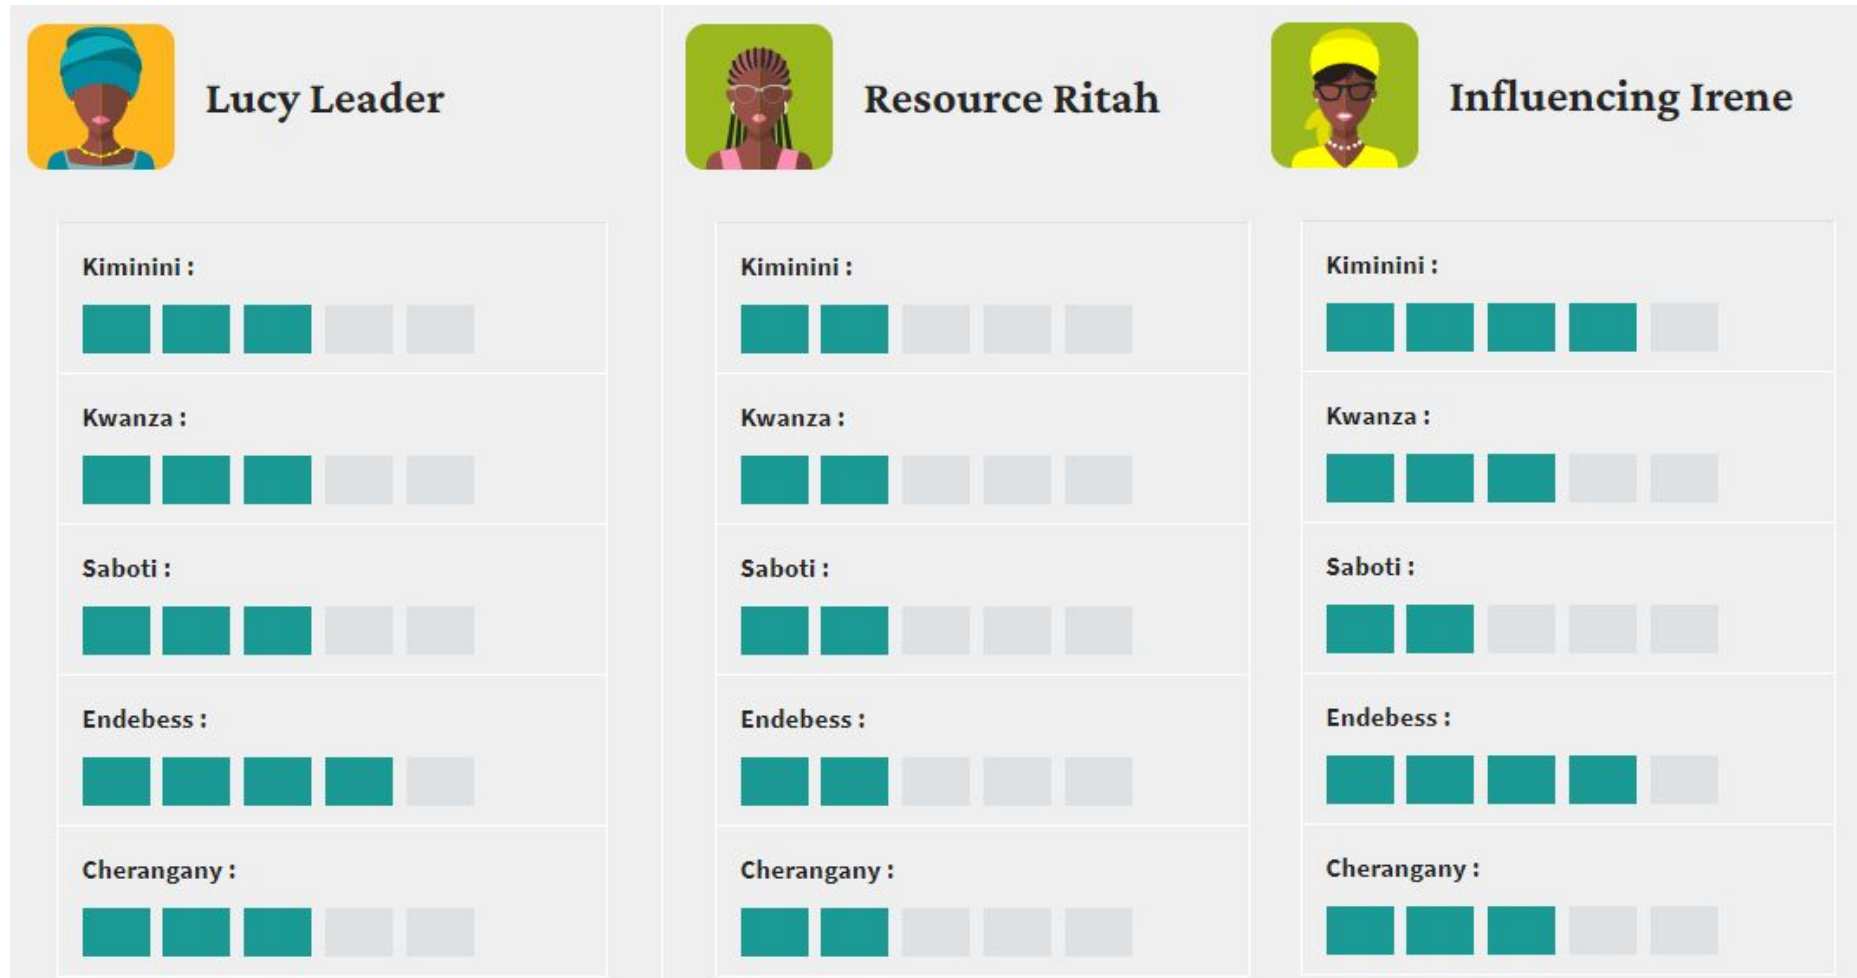 Lucy Leader
Kiminini :
Kwanza :
Saboti :
Endebess :
Cherangany :
Resource Ritah
Kiminini :
Kwanza :
Saboti :
Endebess :
Cherangany :
Influencing Irene
Kiminini :
Kwanza :
Saboti :
Endebess :
Cherangany :